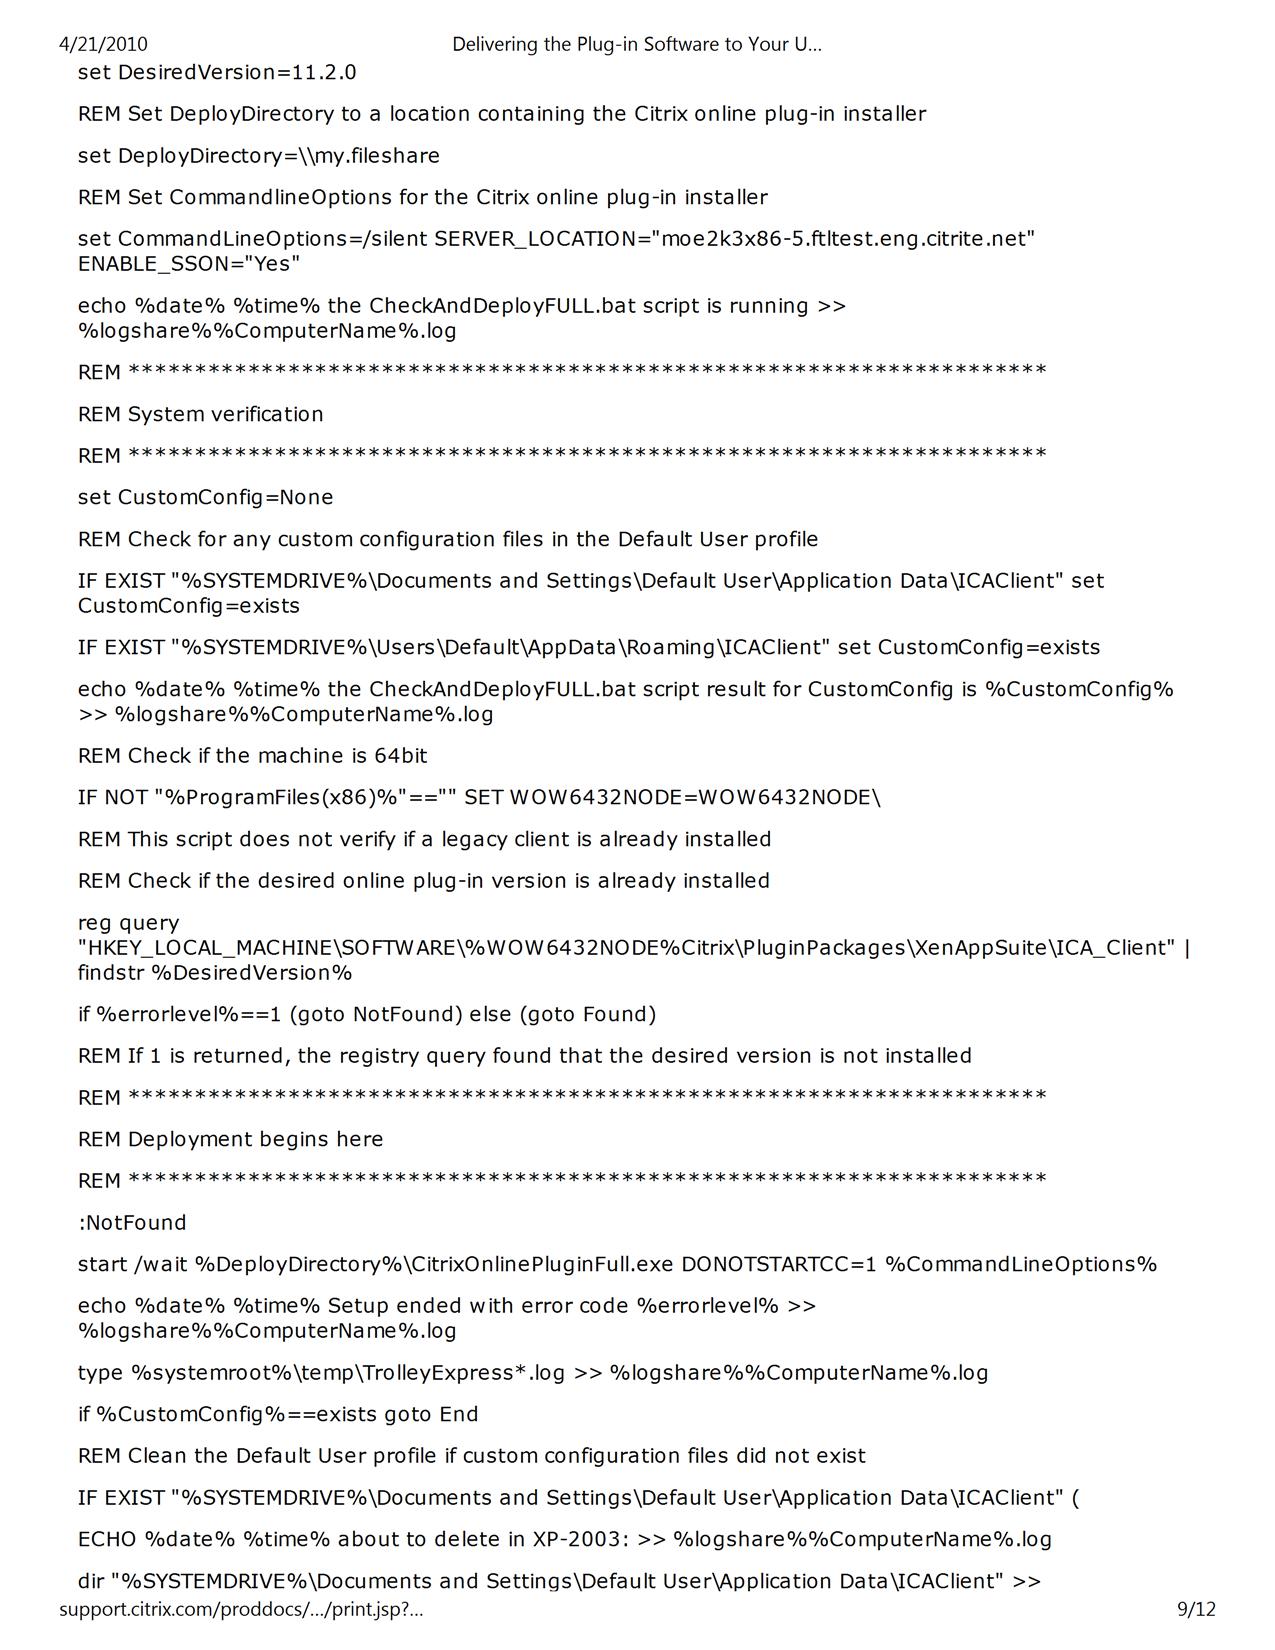 4/21/2010 Delivering the Plug-in Software to Your U...
set DesiredVersion=11.2.0
REM Set DeployDirectory to a location containing the Citrix online plug-in installer
set DeployDirectory=\\my.fileshare
REM Set CommandlineOptions for the Citrix online plug-in installer
set CommandLineOptions=/silent SERVER_LOCATION="moe2k3x86-5.ftltest.eng.citrite.net"
ENABLE_SSON="Yes"
echo %date% %time% the CheckAndDeployFULL.bat script is running >>
%logshare%%ComputerName%.log
REM *********************************************************************
REM System verification
REM *********************************************************************
set CustomConfig=None
REM Check for any custom configuration files in the Default User profile
IF EXIST "%SYSTEMDRIVE%\Documents and Settings\Default User\Application Data\ICAClient" set
CustomConfig=exists
IF EXIST "%SYSTEMDRIVE%\Users\Default\AppData\Roaming\ICAClient" set CustomConfig=exists
echo %date% %time% the CheckAndDeployFULL.bat script result for CustomConfig is %CustomConfig%
>> %logshare%%ComputerName%.log
REM Check if the machine is 64bit
IF NOT "%ProgramFiles(x86)%"=="" SET WOW6432NODE=WOW6432NODE\
REM This script does not verify if a legacy client is already installed
REM Check if the desired online plug-in version is already installed
reg query
"HKEY_LOCAL_MACHINE\SOFTWARE\%WOW6432NODE%Citrix\PluginPackages\XenAppSuite\ICA_Client" |
findstr %DesiredVersion%
if %errorlevel%==1 (goto NotFound) else (goto Found)
REM If 1 is returned, the registry query found that the desired version is not installed
REM *********************************************************************
REM Deployment begins here
REM *********************************************************************
:NotFound
start /wait %DeployDirectory%\CitrixOnlinePluginFull.exe DONOTSTARTCC=1 %CommandLineOptions%
echo %date% %time% Setup ended with error code %errorlevel% >>
%logshare%%ComputerName%.log
type %systemroot%\temp\TrolleyExpress*.log >> %logshare%%ComputerName%.log
if %CustomConfig%==exists goto End
REM Clean the Default User profile if custom configuration files did not exist
IF EXIST "%SYSTEMDRIVE%\Documents and Settings\Default User\Application Data\ICAClient" (
ECHO %date% %time% about to delete in XP-2003: >> %logshare%%ComputerName%.log
dir "%SYSTEMDRIVE%\Documents and Settings\Default User\Application Data\ICAClient" >>
support.citrix.com/proddocs/.../print.jsp?... 9/12